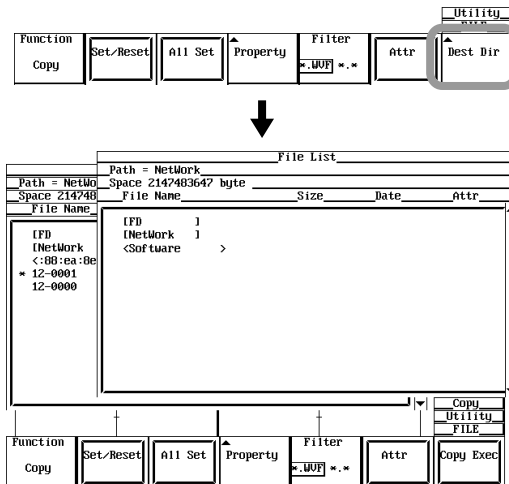 Utility
FILE
Function
Copy
Set/Reset
All Set
Property
Filter
*.WVF *.*
Attr
Dest Dir
File List
Path = NetWork
Space 2147483647 byte
File Name Size Date Attr
[FD ]
[NetWork ]
<Software >
Path = NetWo
Space 214748
File Name
[FD
[NetWork
<:88:ea:8e
* 12-0001
12-0000
Copy
Utility
FILE
Function
Copy
Set/Reset
All Set
Property
Filter
*.WVF *.*
Attr
Copy Exec